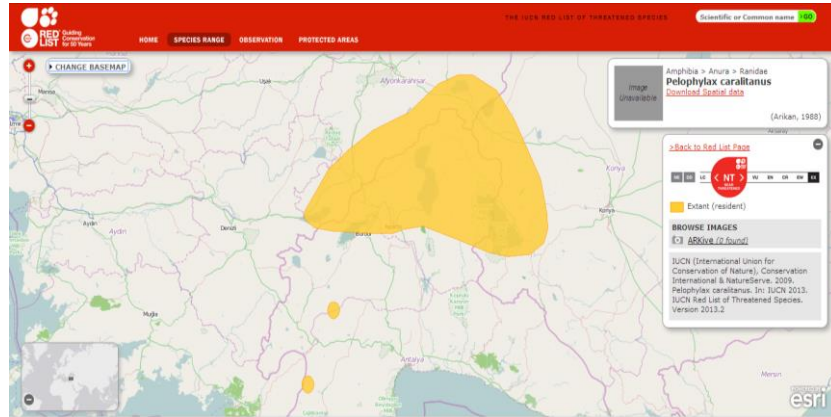 RED LIST
Guiding
Conservation
for 50 Years
HOME SPECIES RANGE OBSERVATION PROTECTED AREAS
THE IUCN RED LIST OF THREATENED SPECIES
Scientific or Common name GO
CHANGE BASEMAP
Manisa
Uşak
Afyonkarahisar
Konya
Konya
Aydın
Aydın
Denizli
Burdur
Muğla
Antalya
Mersin
Image
Unavailable
Amphibia > Anura > Ranidae
Pelophylax caralitanus
Download Spatial data
(Arikan, 1988)
>Back to Red List Page
NE DD LC < NT > VU EN CR EW EX
NEAR
THREATENED
Extant (resident)
BROWSE IMAGES
ARKive (0 found)
IUCN (International Union for
Conservation of Nature), Conservation
International & NatureServe. 2009.
Pelophylax caralitanus. In: IUCN 2013.
IUCN Red List of Threatened Species.
Version 2013.2
esri